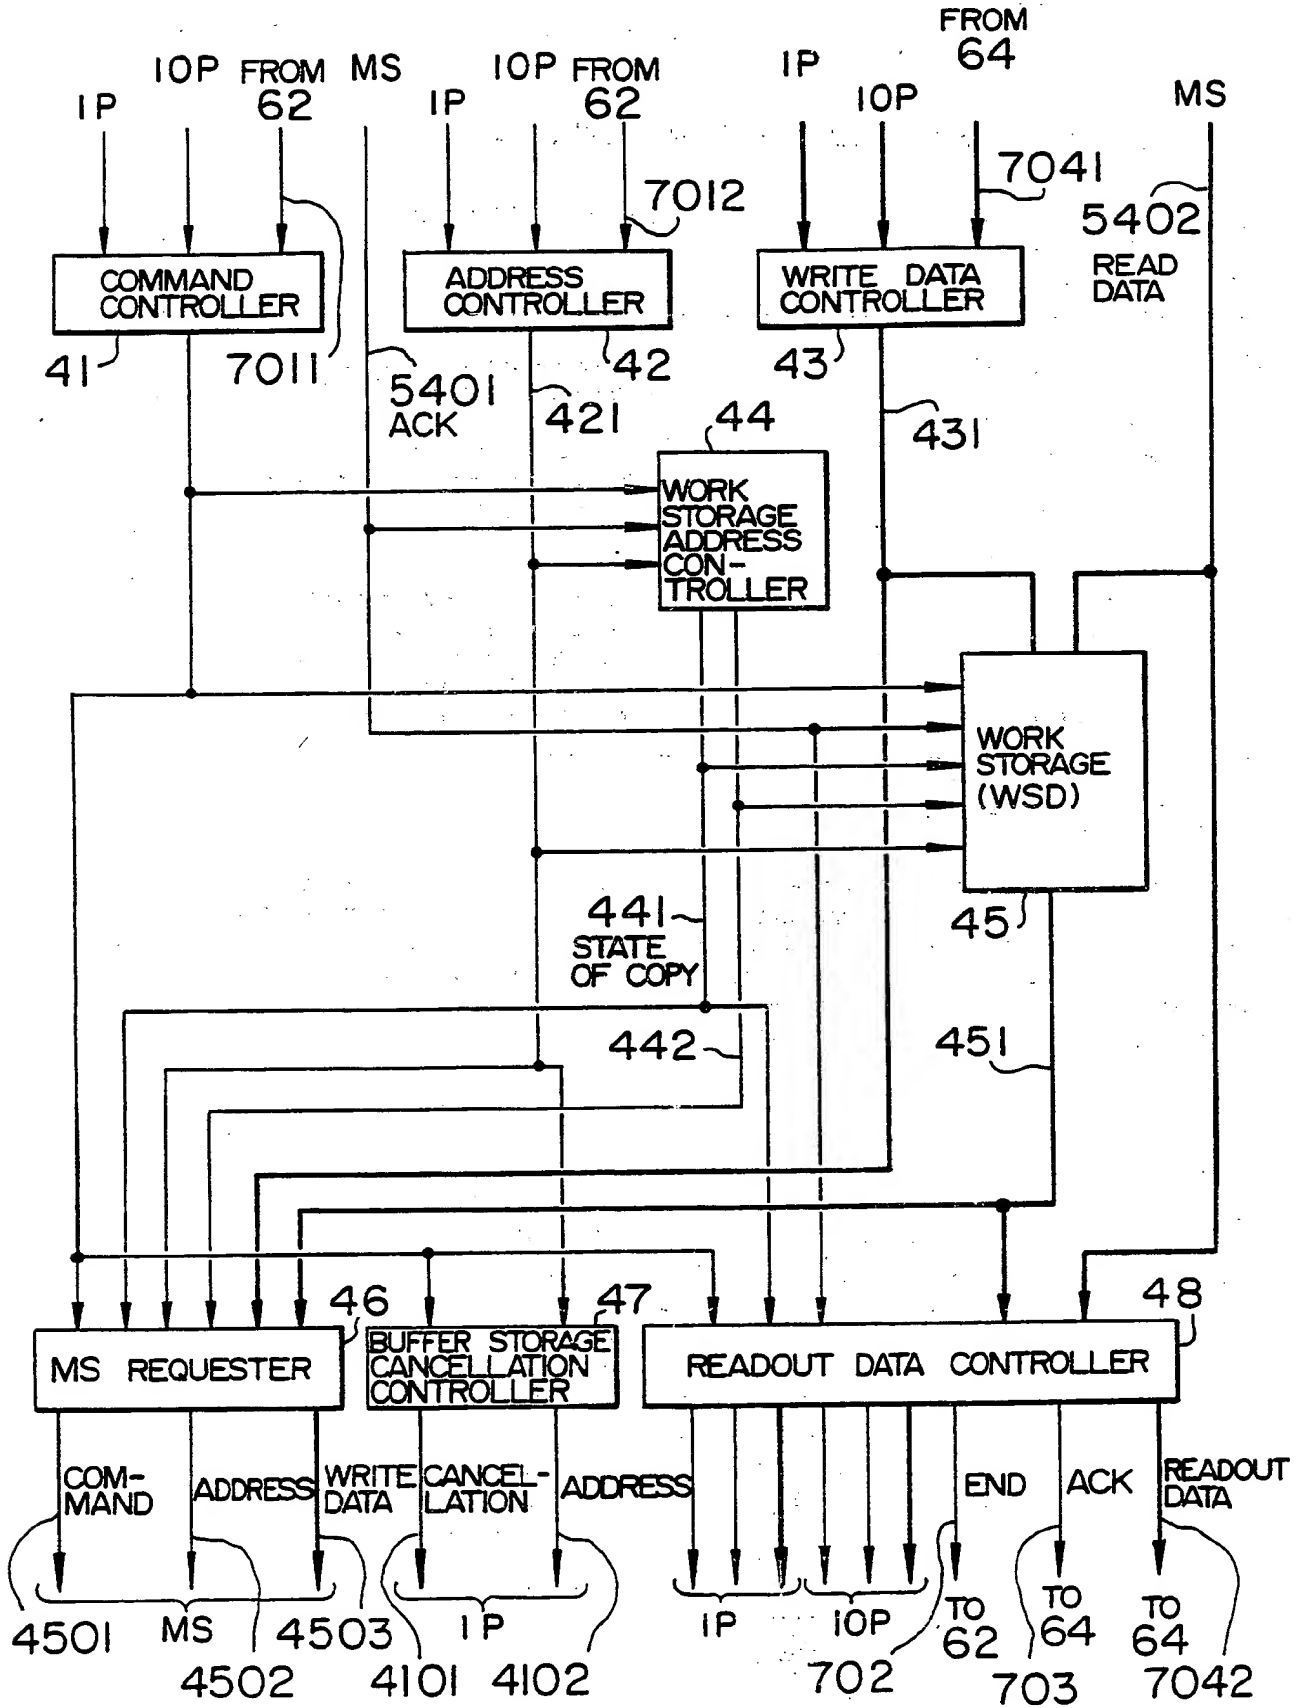 FROM
64
IOP
FROM
62
MS
IOP
FROM
62
IP
IOP
MS
IP
IP
7012
7041
5402
READ
DATA
COMMAND
CONTROLLER
ADDRESS
CONTROLLER
WRITE DATA
CONTROLLER
41
7011
5401
ACK
421
42
43
431
44
WORK
STORAGE
ADDRESS
CON-
TROLLER
WORK
STORAGE
(WSD)
45
441
STATE
OF COPY
442
451
46
47
48
MS REQUESTER
BUFFER STORAGE
CANCELLATION
CONTROLLER
READOUT DATA CONTROLLER
COM-
MAND
ADDRESS
WRITE
DATA
CANCEL-
LATION
ADDRESS
END
ACK
READOUT
DATA
4501
MS
4502
4503
4101
IP
4102
IP
IOP
702
TO
62
703
TO
64
TO
64
7042